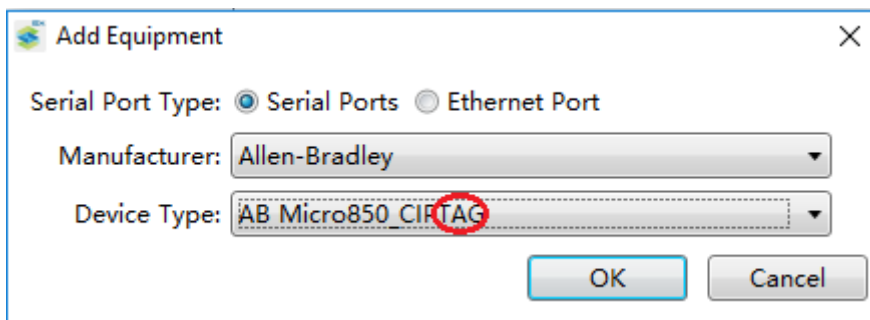 Add Equipment
Serial Port Type: Serial Ports Ethernet Port
Manufacturer: Allen-Bradley
Device Type: AB Micro850_CIPTAG
OK Cancel